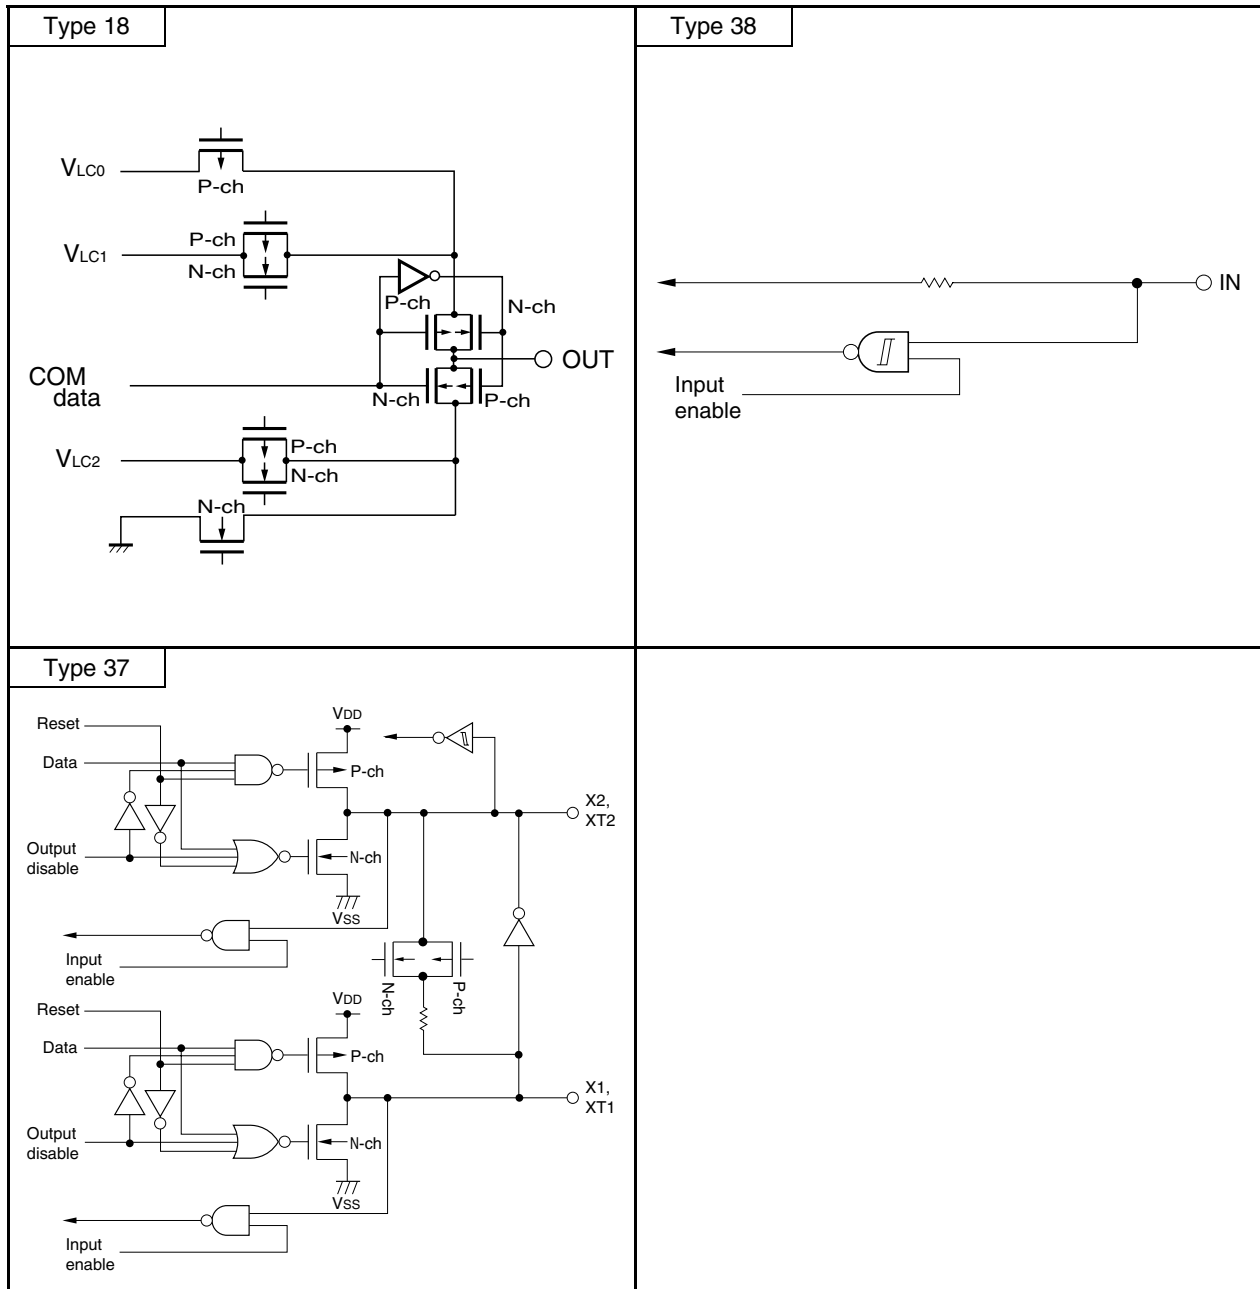 Type 18
VLC0
P-ch
VLC1
P-ch
N-ch
P-ch
N-ch
COM
data
OUT
N-ch
P-ch
VLC2
P-ch
N-ch
N-ch
Type 38
IN
Input
enable
Type 37
Reset
Data
Output
disable
VDD
P-ch
N-ch
VSS
X2,
XT2
Input
enable
N-ch
P-ch
Reset
Data
Output
disable
VDD
P-ch
N-ch
VSS
X1,
XT1
Input
enable